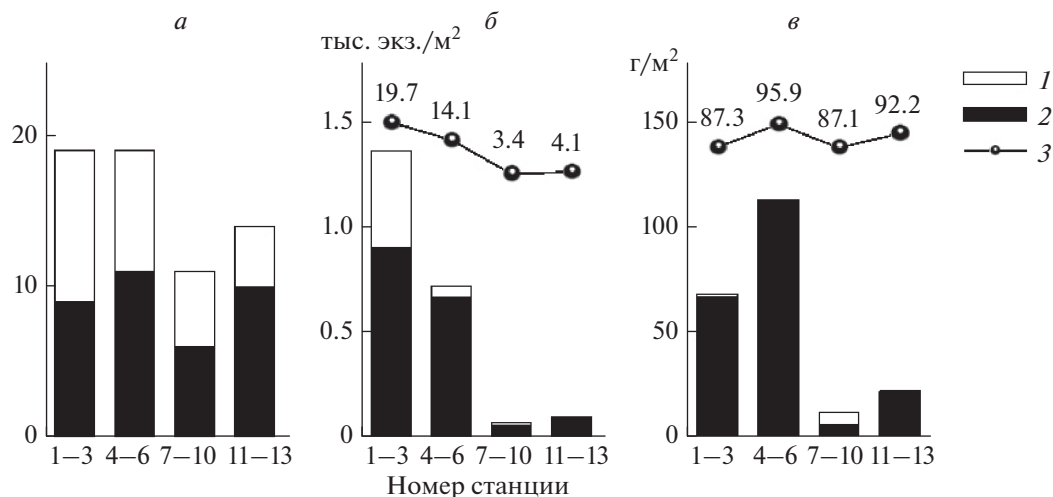 а
20
10
0
1–3 4–6 7–10 11–13
б
тыс. экз./м²
1.5
1.0
0.5
0
19.7
14.1
3.4
4.1
1–3 4–6 7–10 11–13
Номер станции
в
г/м²
150
100
50
0
87.3
95.9
87.1
92.2
1–3 4–6 7–10 11–13
1
2
3